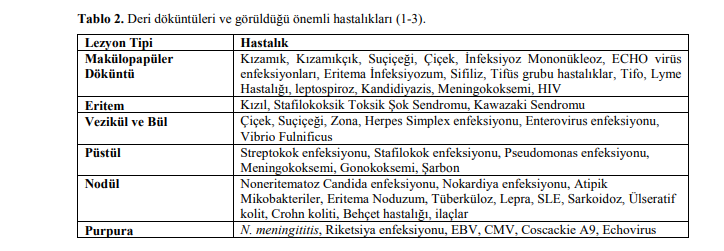 Tablo 2. Deri döküntüleri ve görüldüğü önemli hastalıkları (1-3).
Lezyon Tipi Hastalık
Makülopapüler Kızamık, Kızamıkçık, Suçiçeği, Çiçek, İnfeksiyoz Mononükleoz, ECHO virüs
Döküntü enfeksiyonları, Eritema İnfeksiyozum, Sifiliz, Tifüs grubu hastalıklar, Tifo, Lyme
Hastalığı, leptospiroz, Kandidiyazis, Meningokoksemi, HIV
Eritem Kızıl, Stafilokoksik Toksik Şok Sendromu, Kawazaki Sendromu
Vezikül ve Bül Çiçek, Suçiçeği, Zona, Herpes Simplex enfeksiyonu, Enterovirus enfeksiyonu,
Vibrio Fulnificus
Püstül Streptokok enfeksiyonu, Stafilokok enfeksiyonu, Pseudomonas enfeksiyonu,
Meningokoksemi, Gonokoksemi, Şarbon
Nodül Noneritematoz Candida enfeksiyonu, Nokardiya enfeksiyonu, Atipik
Mikobakteriler, Eritema Noduzum, Tüberküloz, Lepra, SLE, Sarkoidoz, Ülseratif
kolit, Crohn koliti, Behçet hastalığı, ilaçlar
Purpura N. meningititis, Riketsiya enfeksiyonu, EBV, CMV, Coscackie A9, Echovirus